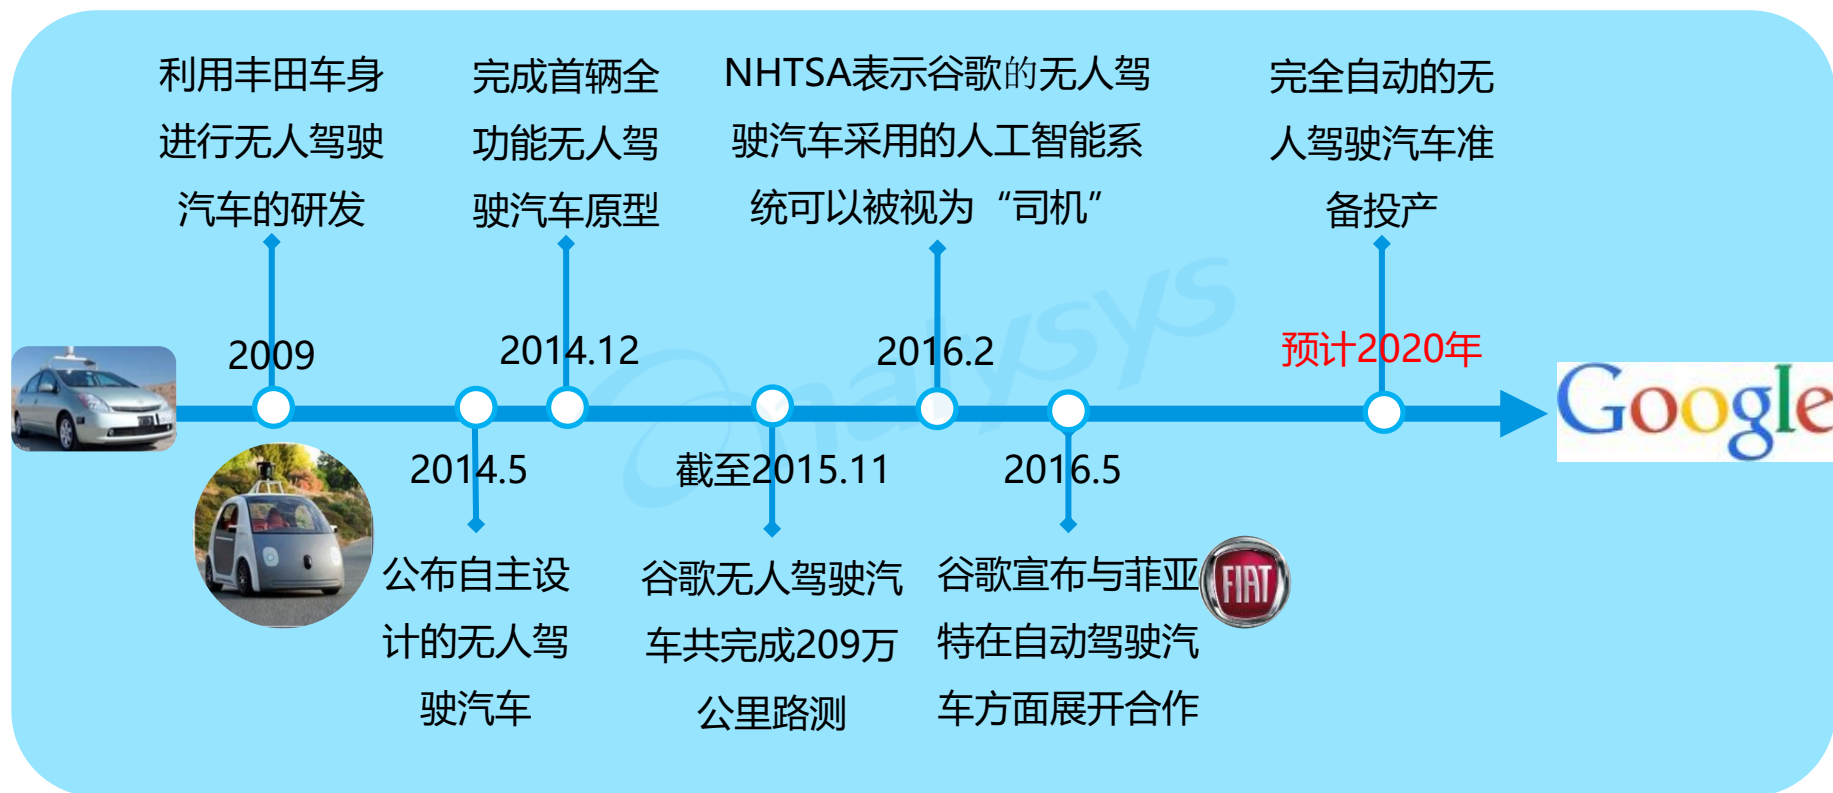 利用丰田车身
进行无人驾驶
汽车的研发
完成首辆全
功能无人驾
驶汽车原型
NHTSA表示谷歌的无人驾
驶汽车采用的人工智能系
统可以被视为“司机”
完全自动的无
人驾驶汽车准
备投产
2009
2014.12
2016.2
预计2020年
Google
analysys
2014.5
截至2015.11
2016.5
公布自主设
计的无人驾
驶汽车
谷歌无人驾驶汽
车共完成209万
公里路测
谷歌宣布与菲亚
特在自动驾驶汽
车方面展开合作
FIAT